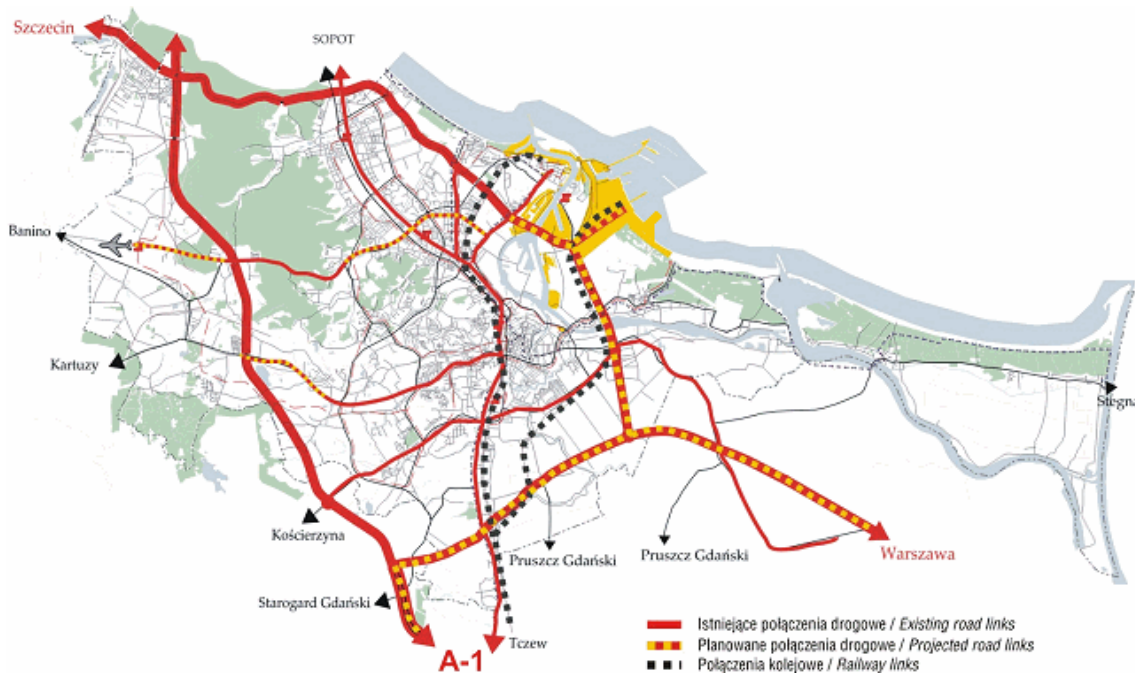 Szczecin
SOPOT
Banino
Kartuzy
Stegna
Kościerzyna
Pruszcz Gdański
Pruszcz Gdański
Warszawa
Starogard Gdański
A-1
Tczew
Istniejące połączenia drogowe / Existing road links
Planowane połączenia drogowe / Projected road links
Połączenia kolejowe / Railway links